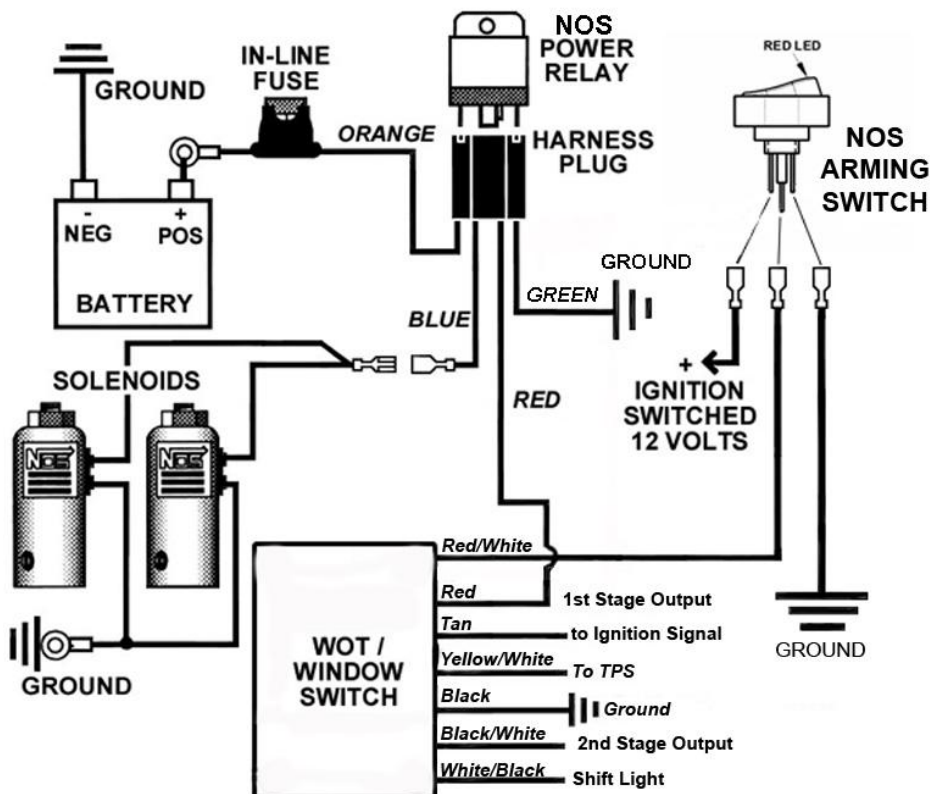 GROUND
IN-LINE
FUSE
ORANGE
NOS
POWER
RELAY
HARNESS
PLUG
RED LED
NOS
ARMING
SWITCH
-
NEG
+
POS
BATTERY
BLUE
GREEN
GROUND
RED
+
IGNITION
SWITCHED
12 VOLTS
SOLENOIDS
NOS
NOS
GROUND
WOT /
WINDOW
SWITCH
Red/White
Red
1st Stage Output
Tan
to Ignition Signal
Yellow/White
To TPS
Black
Ground
Black/White
2nd Stage Output
White/Black
Shift Light
GROUND